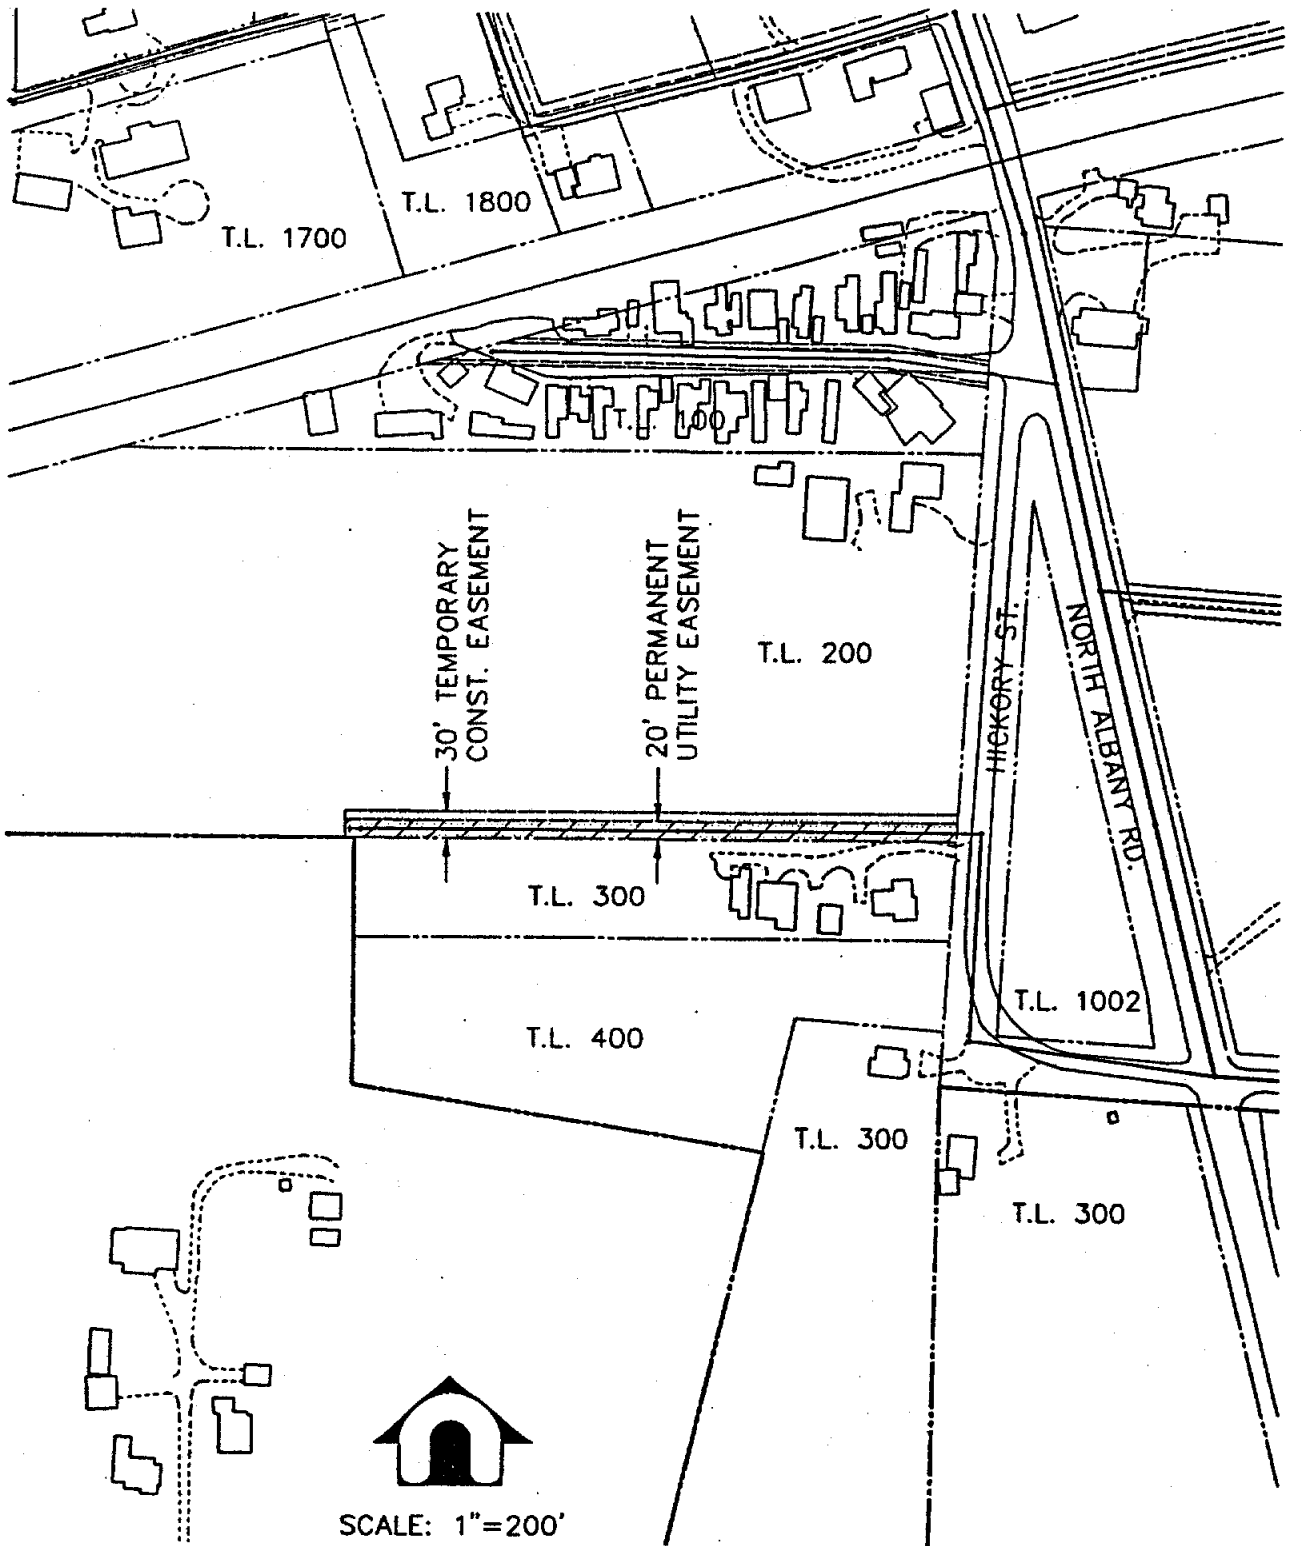 T.L. 1800
T.L. 1700
T.L. 100
30' TEMPORARY
CONST. EASEMENT
20' PERMANENT
UTILITY EASEMENT
T.L. 200
HICKORY ST.
NORTH ALBANY RD.
T.L. 300
T.L. 1002
T.L. 400
T.L. 300
T.L. 300
SCALE: 1"=200'